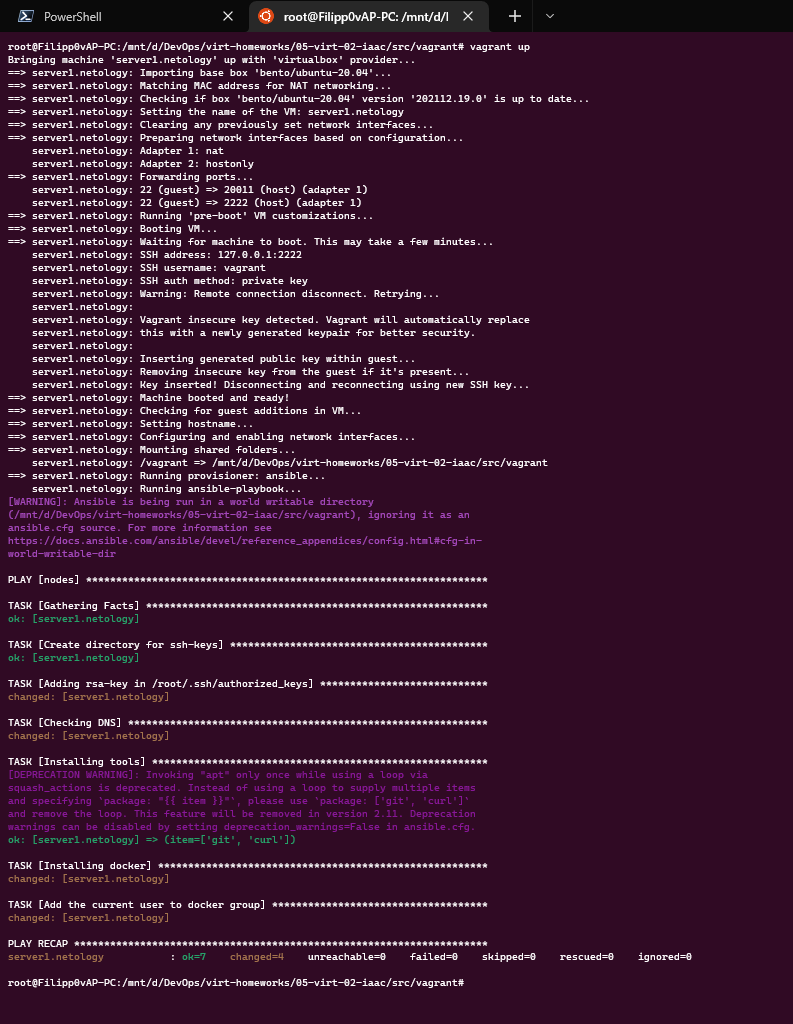 PowerShell
root@Filipp0vAP-PC: /mnt/d/l
root@Filipp0vAP-PC:/mnt/d/DevOps/virt-homeworks/05-virt-02-iaac/src/vagrant# vagrant up
Bringing machine 'server1.netology' up with 'virtualbox' provider...
==> server1.netology: Importing base box 'bento/ubuntu-20.04'...
==> server1.netology: Matching MAC address for NAT networking...
==> server1.netology: Checking if box 'bento/ubuntu-20.04' version '202112.19.0' is up to date...
==> server1.netology: Setting the name of the VM: server1.netology
==> server1.netology: Clearing any previously set network interfaces...
==> server1.netology: Preparing network interfaces based on configuration...
    server1.netology: Adapter 1: nat
    server1.netology: Adapter 2: hostonly
==> server1.netology: Forwarding ports...
    server1.netology: 22 (guest) => 20011 (host) (adapter 1)
    server1.netology: 22 (guest) => 2222 (host) (adapter 1)
==> server1.netology: Running 'pre-boot' VM customizations...
==> server1.netology: Booting VM...
==> server1.netology: Waiting for machine to boot. This may take a few minutes...
    server1.netology: SSH address: 127.0.0.1:2222
    server1.netology: SSH username: vagrant
    server1.netology: SSH auth method: private key
    server1.netology: Warning: Remote connection disconnect. Retrying...
    server1.netology:
    server1.netology: Vagrant insecure key detected. Vagrant will automatically replace
    server1.netology: this with a newly generated keypair for better security.
    server1.netology:
    server1.netology: Inserting generated public key within guest...
    server1.netology: Removing insecure key from the guest if it's present...
    server1.netology: Key inserted! Disconnecting and reconnecting using new SSH key...
==> server1.netology: Machine booted and ready!
==> server1.netology: Checking for guest additions in VM...
==> server1.netology: Setting hostname...
==> server1.netology: Configuring and enabling network interfaces...
==> server1.netology: Mounting shared folders...
    server1.netology: /vagrant => /mnt/d/DevOps/virt-homeworks/05-virt-02-iaac/src/vagrant
==> server1.netology: Running provisioner: ansible...
    server1.netology: Running ansible-playbook...
[WARNING]: Ansible is being run in a world writable directory
(/mnt/d/DevOps/virt-homeworks/05-virt-02-iaac/src/vagrant), ignoring it as an
ansible.cfg source. For more information see
https://docs.ansible.com/ansible/devel/reference_appendices/config.html#cfg-in-
world-writable-dir
PLAY [nodes] *******************************************************************
TASK [Gathering Facts] *********************************************************
ok: [server1.netology]
TASK [Create directory for ssh-keys] *******************************************
ok: [server1.netology]
TASK [Adding rsa-key in /root/.ssh/authorized_keys] ****************************
changed: [server1.netology]
TASK [Checking DNS] ************************************************************
changed: [server1.netology]
TASK [Installing tools] ********************************************************
[DEPRECATION WARNING]: Invoking "apt" only once while using a loop via
squash_actions is deprecated. Instead of using a loop to supply multiple items
and specifying `package: "{{ item }}"`, please use `package: ['git', 'curl']`
and remove the loop. This feature will be removed in version 2.11. Deprecation
warnings can be disabled by setting deprecation_warnings=False in ansible.cfg.
ok: [server1.netology] => (item=['git', 'curl'])
TASK [Installing docker] *******************************************************
changed: [server1.netology]
TASK [Add the current user to docker group] ************************************
changed: [server1.netology]
PLAY RECAP *********************************************************************
server1.netology           : ok=7    changed=4    unreachable=0    failed=0    skipped=0    rescued=0    ignored=0
root@Filipp0vAP-PC:/mnt/d/DevOps/virt-homeworks/05-virt-02-iaac/src/vagrant#